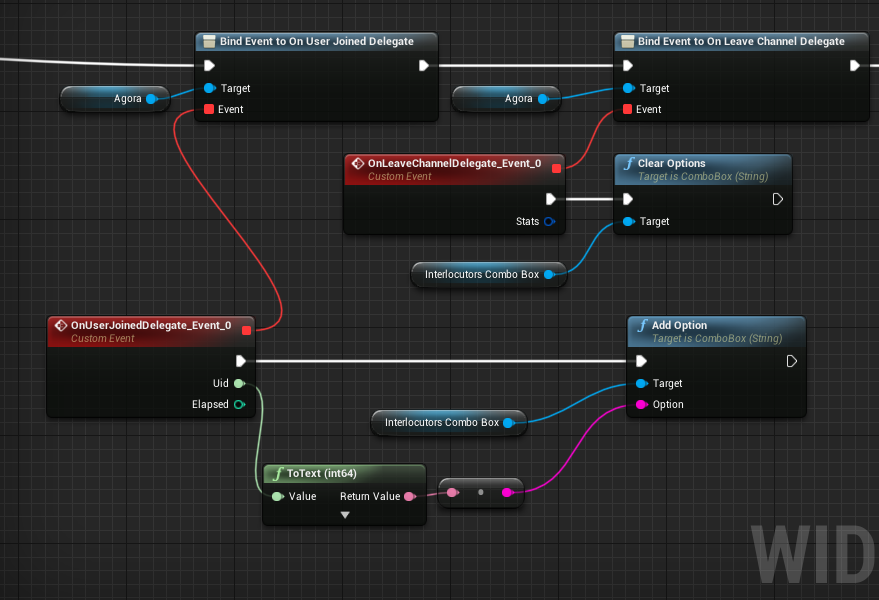 Bind Event to On User Joined Delegate
Target
Event
Agora
Bind Event to On Leave Channel Delegate
Target
Event
Agora
OnLeaveChannelDelegate_Event_0
Custom Event
Stats
f Clear Options
Target is ComboBox (String)
Target
Interlocutors Combo Box
OnUserJoinedDelegate_Event_0
Custom Event
Uid
Elapsed
f Add Option
Target is ComboBox (String)
Target
Option
Interlocutors Combo Box
f ToText (int64)
Value Return Value
WID